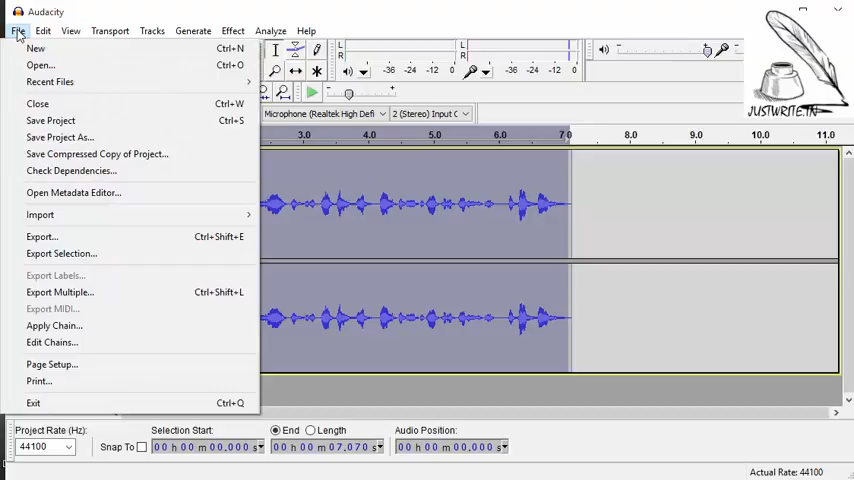 Audacity
File Edit View Transport Tracks Generate Effect Analyze Help
New Ctrl+N
Open... Ctrl+O
Recent Files
Close Ctrl+W
Save Project Ctrl+S
Save Project As...
Save Compressed Copy of Project...
Check Dependencies...
Open Metadata Editor...
Import
Export... Ctrl+Shift+E
Export Selection...
Export Labels...
Export Multiple... Ctrl+Shift+L
Export MIDI...
Apply Chain...
Edit Chains...
Page Setup...
Print...
Exit Ctrl+Q
L
R
-36 -24 -12 0
L
R
-36 -24 -12 0
JUSTWRITE.IN
Microphone (Realtek High Defi 2 (Stereo) Input C
3.0 4.0 5.0 6.0 7.0 8.0 9.0 10.0 11.0
Project Rate (Hz): Selection Start: End Length Audio Position:
44100 Snap To 00 h 00 m 00,000 s 00 h 00 m 07,070 s 00 h 00 m 00,000 s
Actual Rate: 44100